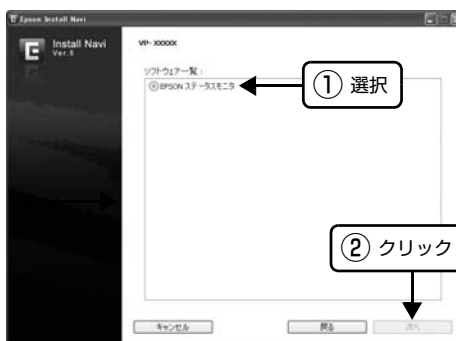 Epson Install Navi
Install Navi
Ver.5
VP-XXXXX
ソフトウェア一覧：
EPSON ステータスモニタ
① 選択
② クリック
キャンセル
戻る
次へ